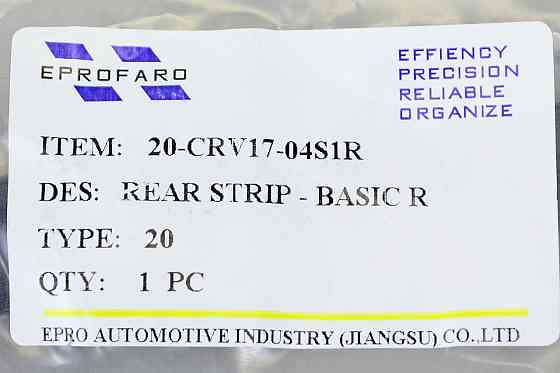 EPROFARO
EFFIENCY
PRECISION
RELIABLE
ORGANIZE
ITEM: 20-CRV17-04S1R
DES: REAR STRIP - BASIC R
TYPE: 20
QTY: 1 PC
EPRO AUTOMOTIVE INDUSTRY (JIANGSU) CO.,LTD